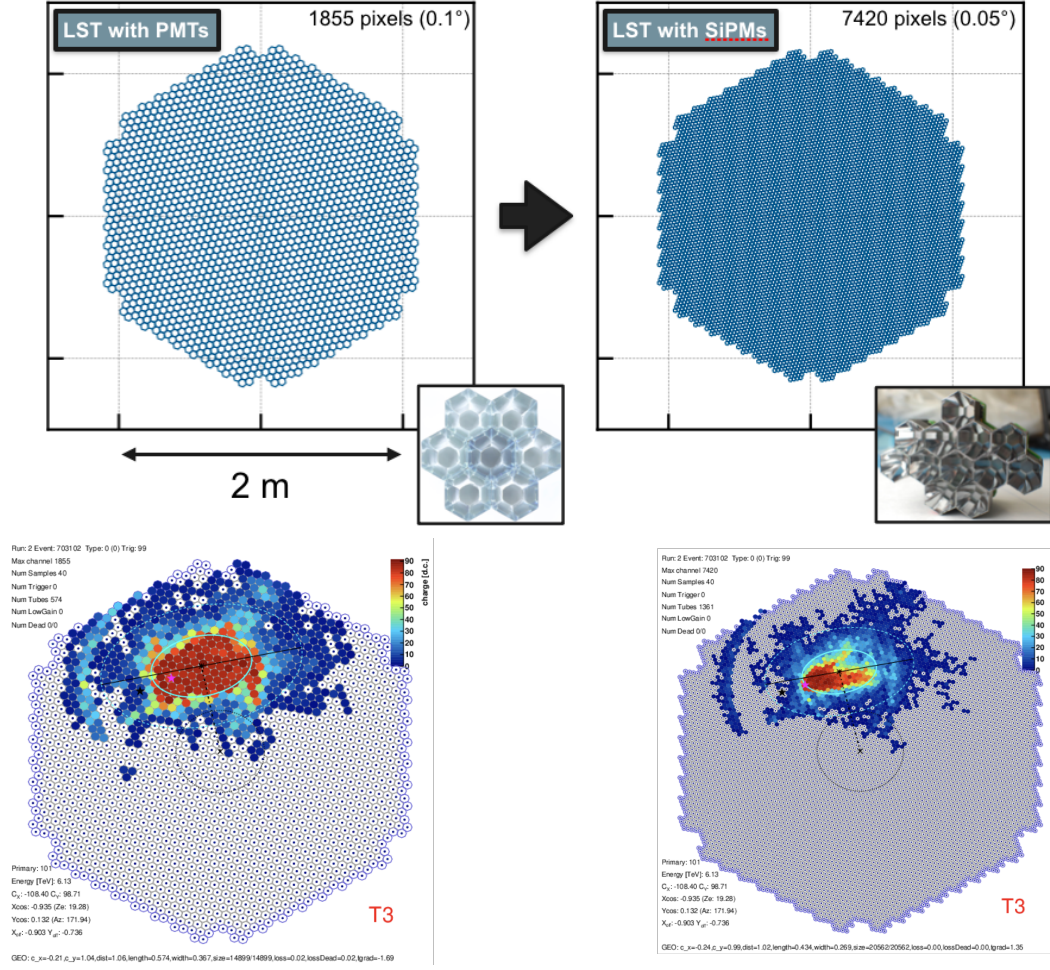 LST with PMTs
1855 pixels (0.1°)
LST with SiPMs
7420 pixels (0.05°)
2 m
Run: 2 Event: 703102 Type: 0 (0) Trig: 99
Max channel 1855
Num Samples 40
Num Trigger 0
Num Tubes 574
Num LowGain 0
Num Dead 0/0
90
80
70
60
50
40
30
20
10
0
charge [d.c.]
Primary: 101
Energy [TeV]: 6.13
Cx: -108.40 Cy: 98.71
Xcos: -0.935 (Ze: 19.28)
Ycos: 0.132 (Az: 171.94)
Xoff: -0.903 Yoff: -0.736
T3
GEO: c_x=-0.21,c_y=1.04,dist=1.06,length=0.574,width=0.367,size=14899/14899,loss=0.02,lossDead=0.02,tgrad=-1.69
Run: 2 Event: 703102 Type: 0 (0) Trig: 99
Max channel 7420
Num Samples 40
Num Trigger 0
Num Tubes 1361
Num LowGain 0
Num Dead 0/0
90
80
70
60
50
40
30
20
10
0
Primary: 101
Energy [TeV]: 6.13
Cx: -108.40 Cy: 98.71
Xcos: -0.935 (Ze: 19.28)
Ycos: 0.132 (Az: 171.94)
Xoff: -0.903 Yoff: -0.736
T3
GEO: c_x=-0.24,c_y=0.99,dist=1.02,length=0.434,width=0.269,size=20562/20562,loss=0.00,lossDead=0.00,tgrad=1.35